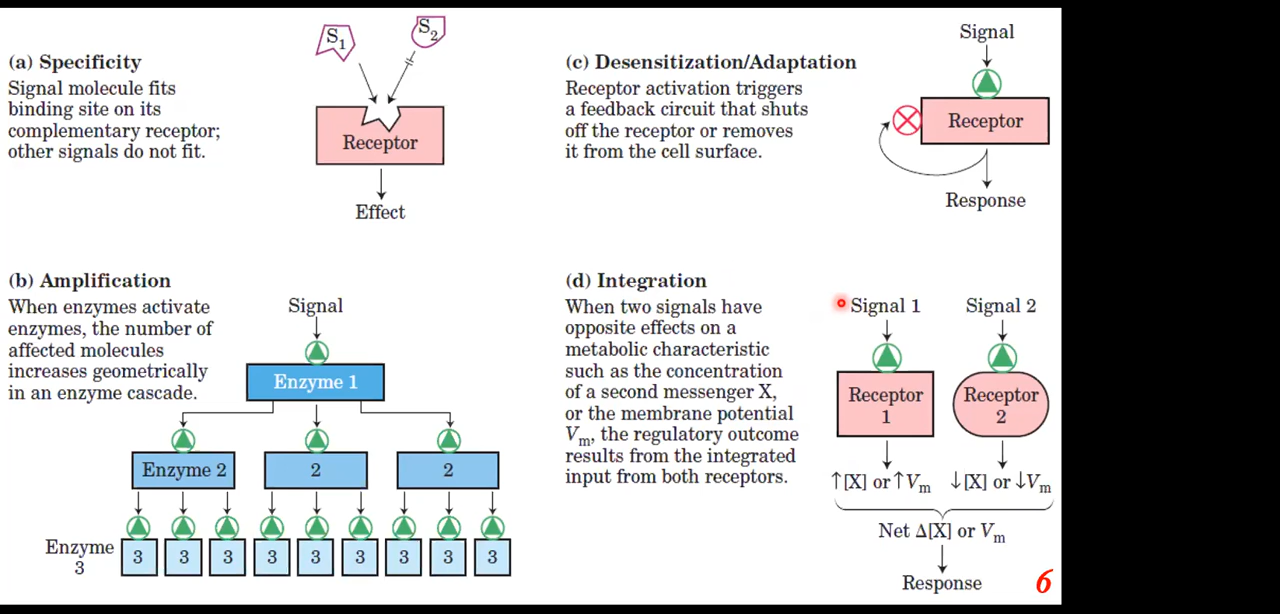 (a) Specificity
Signal molecule fits
binding site on its
complementary receptor;
other signals do not fit.
S1
S2
Receptor
Effect
(b) Amplification
When enzymes activate
enzymes, the number of
affected molecules
increases geometrically
in an enzyme cascade.
Signal
Enzyme 1
Enzyme 2
2
2
Enzyme
3
3 3 3 3 3 3 3 3 3
(c) Desensitization/Adaptation
Receptor activation triggers
a feedback circuit that shuts
off the receptor or removes
it from the cell surface.
Signal
Receptor
Response
(d) Integration
When two signals have
opposite effects on a
metabolic characteristic
such as the concentration
of a second messenger X,
or the membrane potential
Vm, the regulatory outcome
results from the integrated
input from both receptors.
Signal 1
Signal 2
Receptor
1
Receptor
2
↑[X] or ↑Vm
↓[X] or ↓Vm
Net Δ[X] or Vm
Response
6